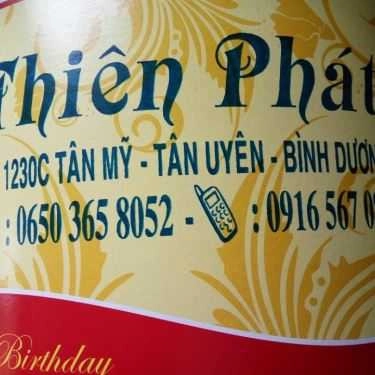 Thiên Phát
1230C TÂN MỸ - TÂN UYÊN - BÌNH DƯƠN
: 0650 365 8052 - : 0916 567 0
Birthday